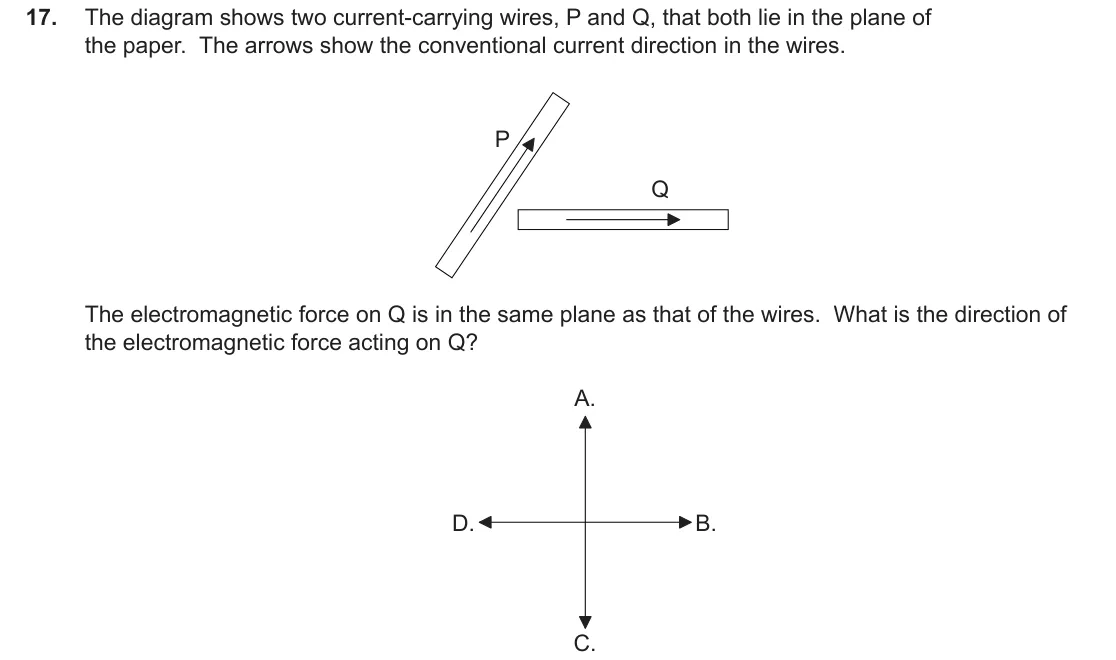 17. The diagram shows two current-carrying wires, P and Q, that both lie in the plane of
the paper. The arrows show the conventional current direction in the wires.
P
Q
The electromagnetic force on Q is in the same plane as that of the wires. What is the direction of
the electromagnetic force acting on Q?
A.
D.
B.
C.